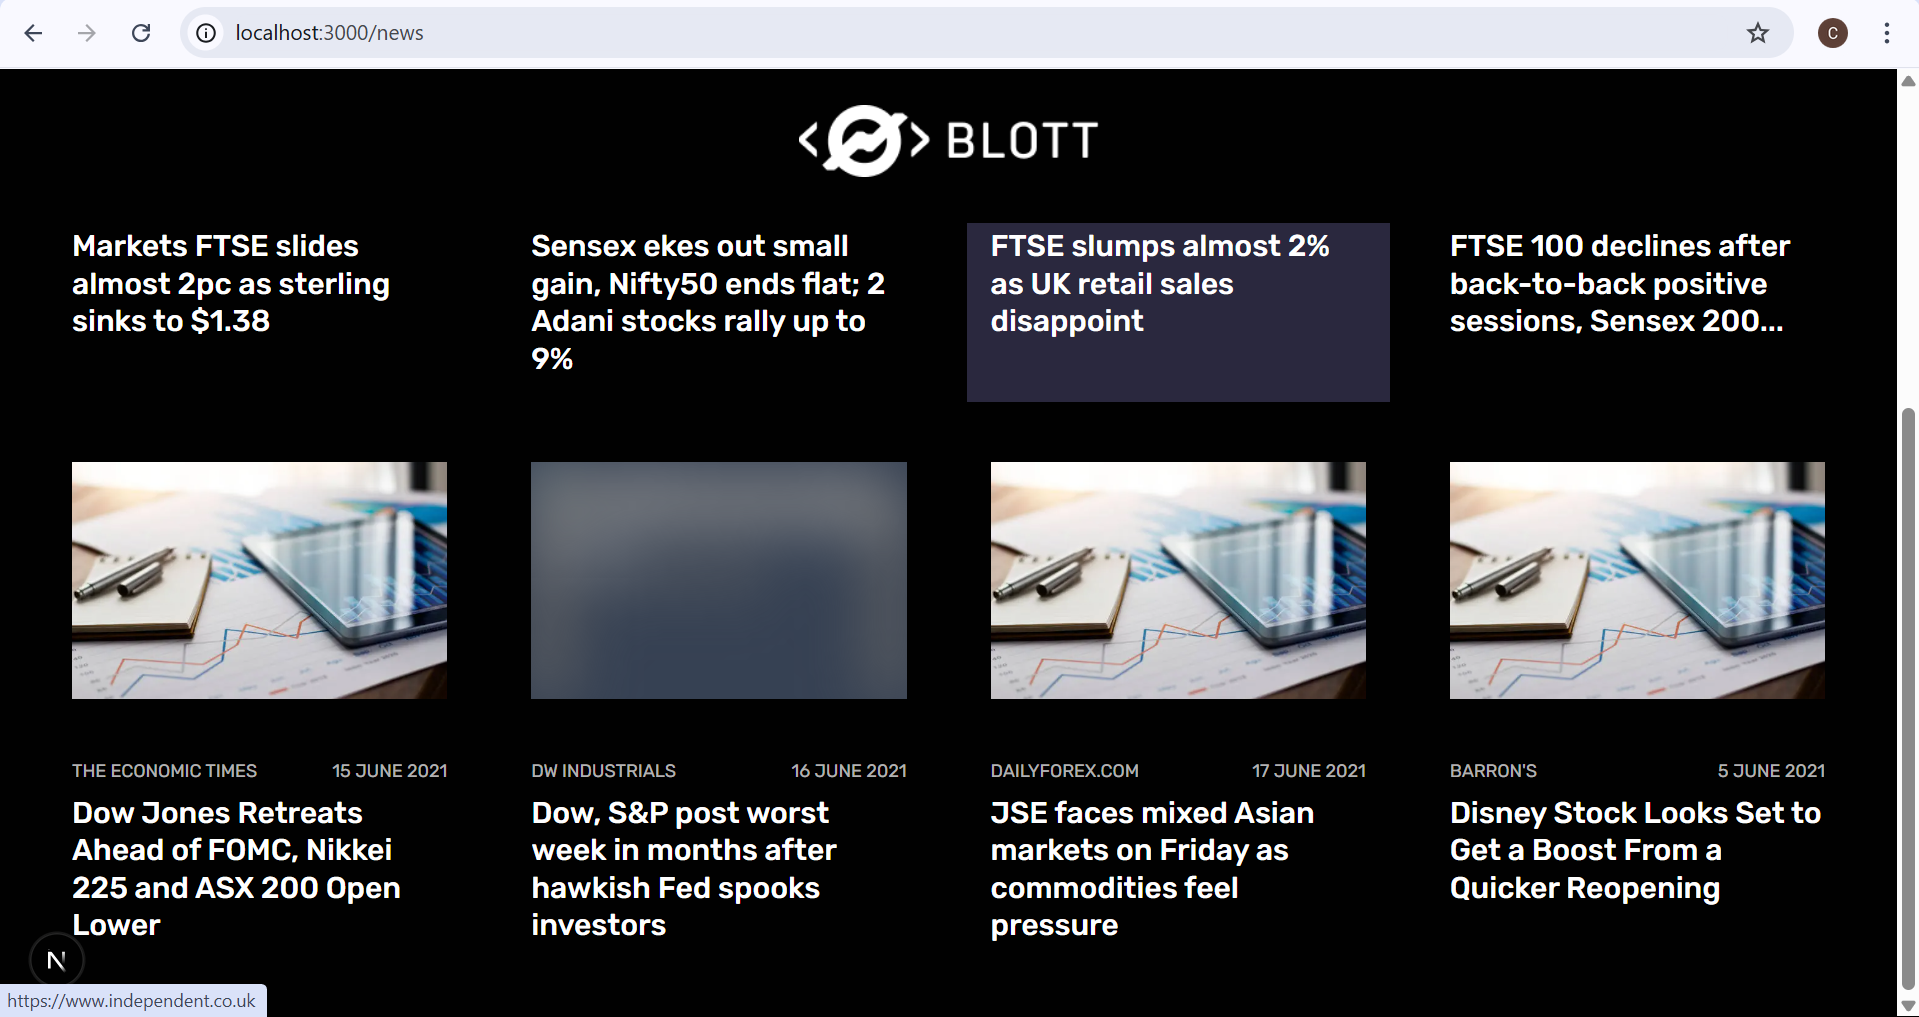 localhost:3000/news
C
BLOTT
Markets FTSE slides
almost 2pc as sterling
sinks to $1.38
Sensex ekes out small
gain, Nifty50 ends flat; 2
Adani stocks rally up to
9%
FTSE slumps almost 2%
as UK retail sales
disappoint
FTSE 100 declines after
back-to-back positive
sessions, Sensex 200...
THE ECONOMIC TIMES 15 JUNE 2021
Dow Jones Retreats
Ahead of FOMC, Nikkei
225 and ASX 200 Open
Lower
DW INDUSTRIALS 16 JUNE 2021
Dow, S&P post worst
week in months after
hawkish Fed spooks
investors
DAILYFOREX.COM 17 JUNE 2021
JSE faces mixed Asian
markets on Friday as
commodities feel
pressure
BARRON'S 5 JUNE 2021
Disney Stock Looks Set to
Get a Boost From a
Quicker Reopening
N
https://www.independent.co.uk